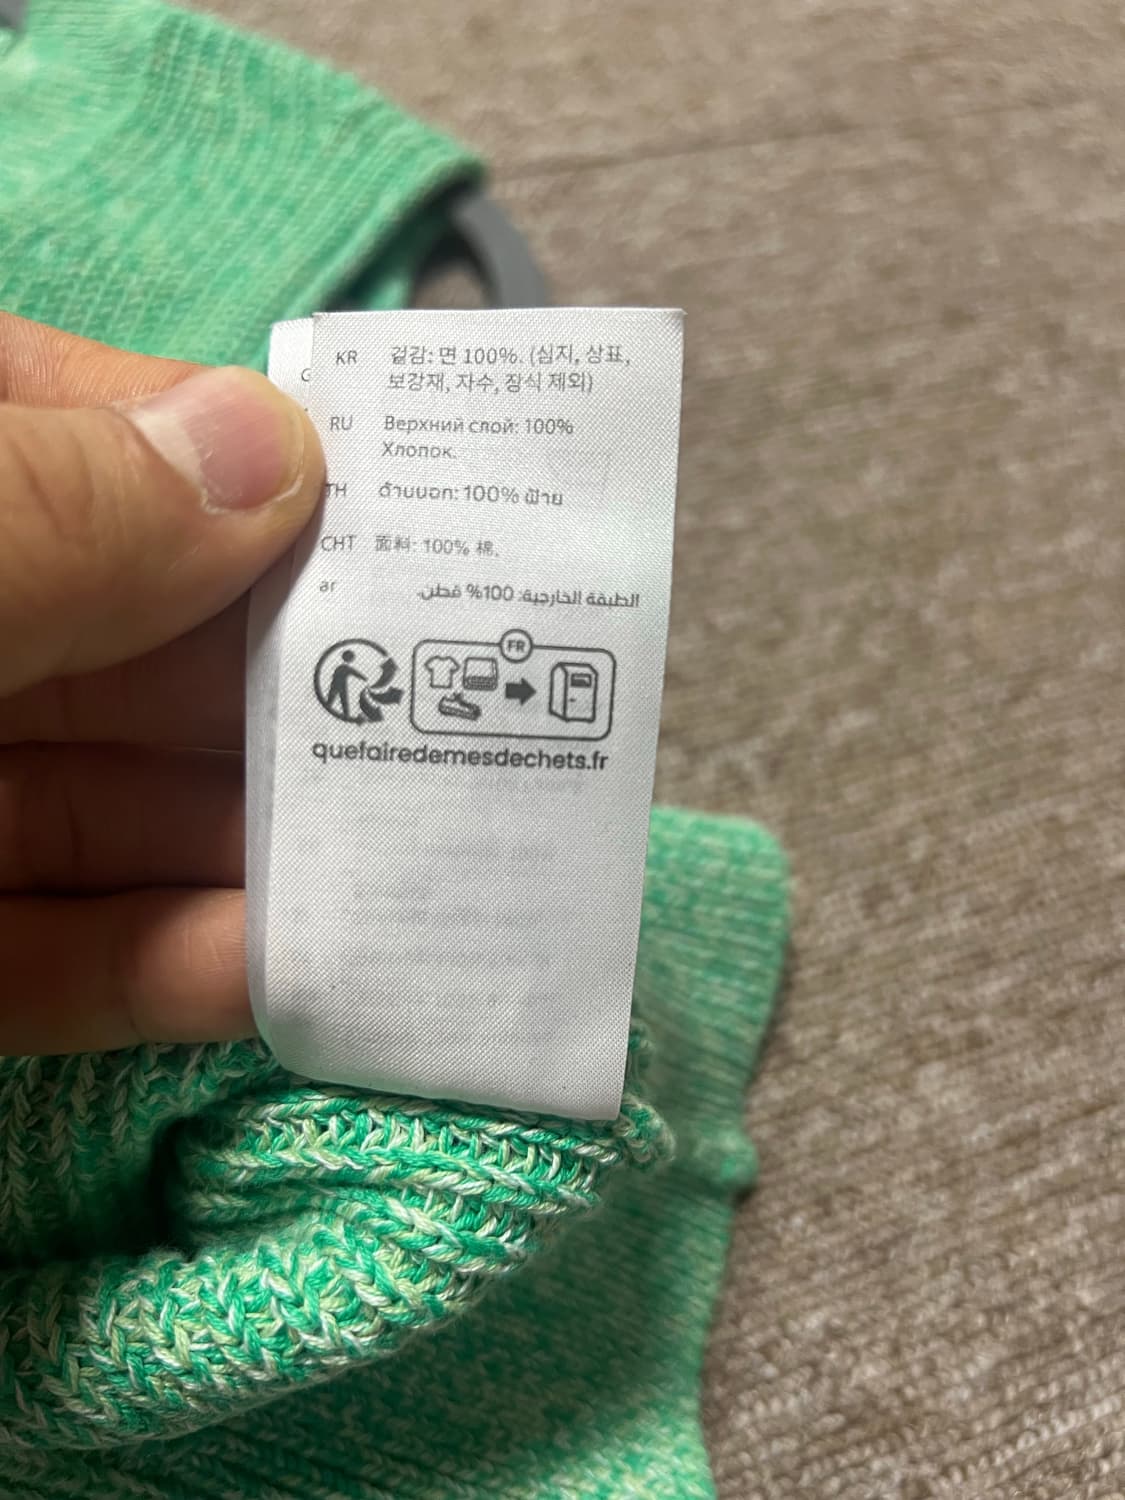 G
KR 겉감: 면 100%. (심지, 상표,
보강재, 자수, 장식 제외)
RU Верхний слой: 100%
Хлопок.
TH ด้านนอก: 100% ฝ้าย
CHT 面料: 100% 棉.
ar الطبقة الخارجية: 100% قطن.
FR
quefairedemesdechets.fr